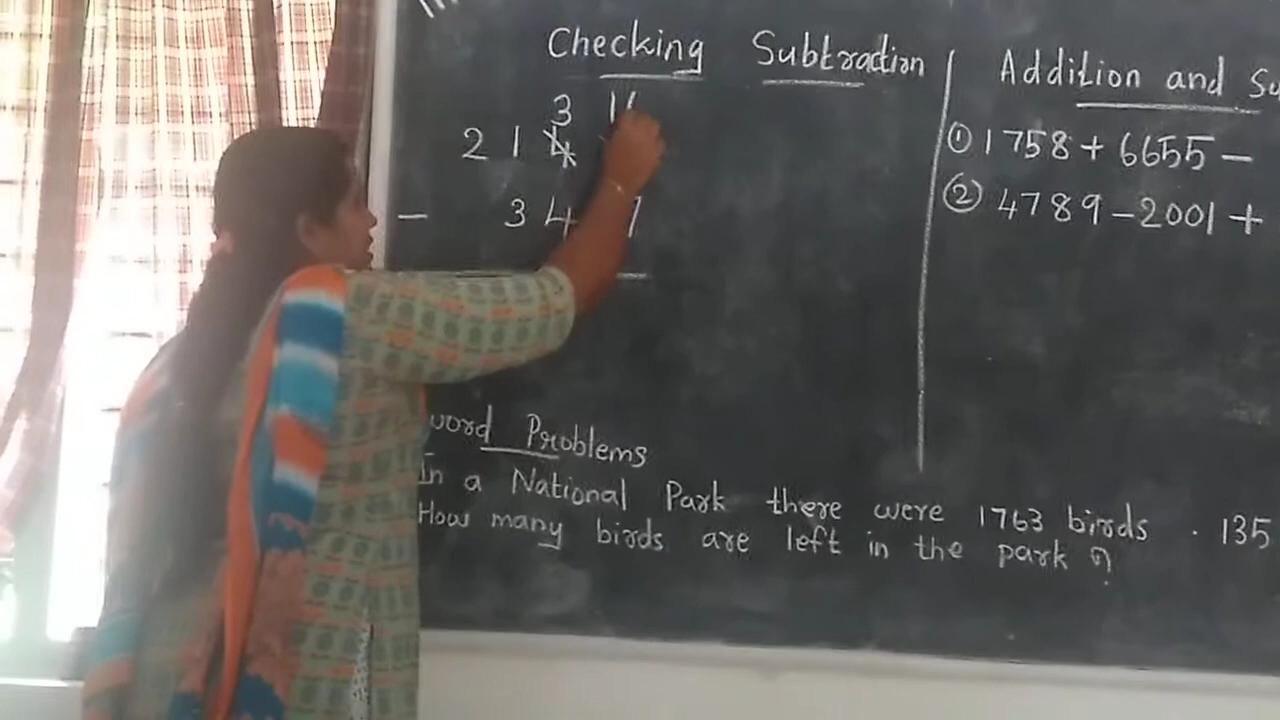 Checking Subtraction
3
2 1 4
− 3 4
Addition and
① 1758 + 6655 −
② 4789 − 2001 +
word Problems
In a National Park there were 1763 birds . 135
How many birds are left in the park ?